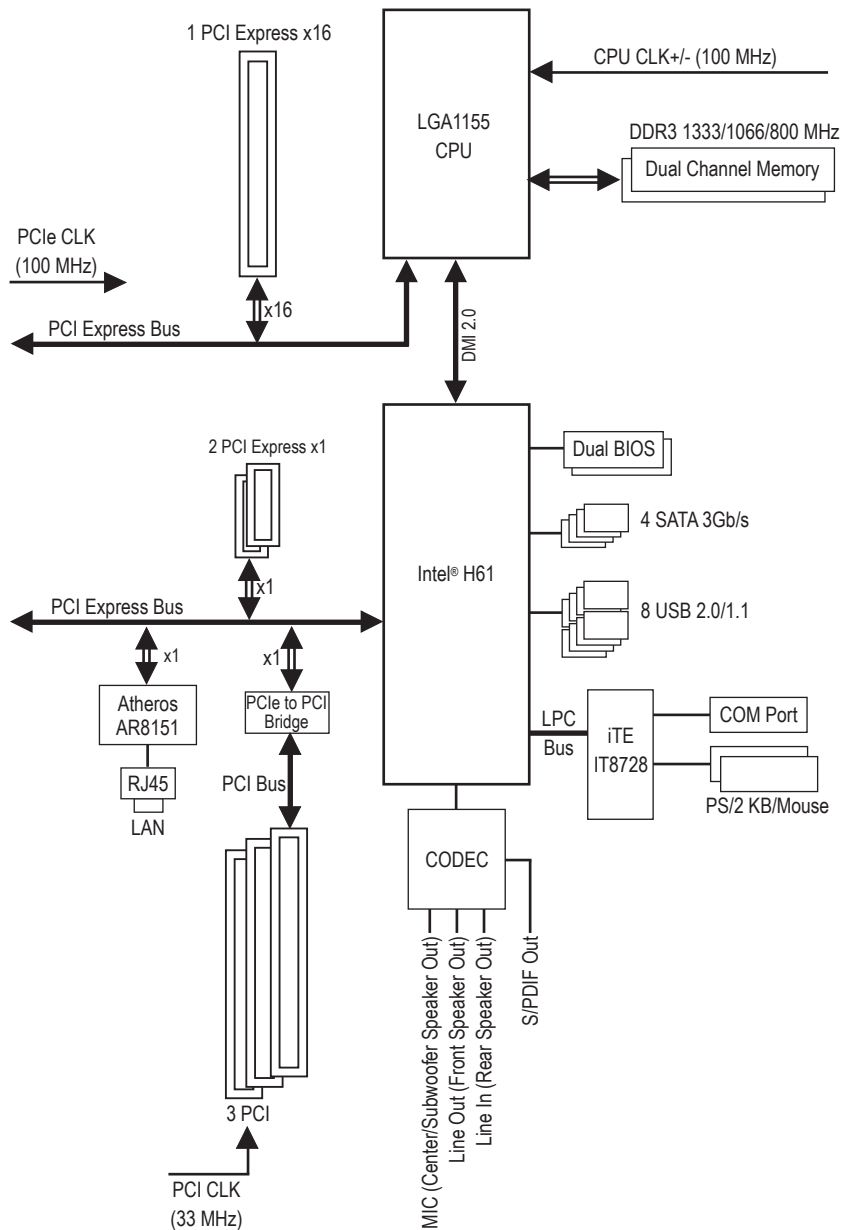 1 PCI Express x16
CPU CLK+/- (100 MHz)
LGA1155
CPU
DDR3 1333/1066/800 MHz
Dual Channel Memory
PCIe CLK
(100 MHz)
x16
PCI Express Bus
DMI 2.0
2 PCI Express x1
Dual BIOS
4 SATA 3Gb/s
Intel® H61
x1
PCI Express Bus
8 USB 2.0/1.1
x1
x1
Atheros
AR8151
PCIe to PCI
Bridge
LPC
Bus
iTE
IT8728
COM Port
RJ45
LAN
PCI Bus
PS/2 KB/Mouse
CODEC
MIC (Center/Subwoofer Speaker Out)
Line Out (Front Speaker Out)
Line In (Rear Speaker Out)
S/PDIF Out
3 PCI
PCI CLK
(33 MHz)